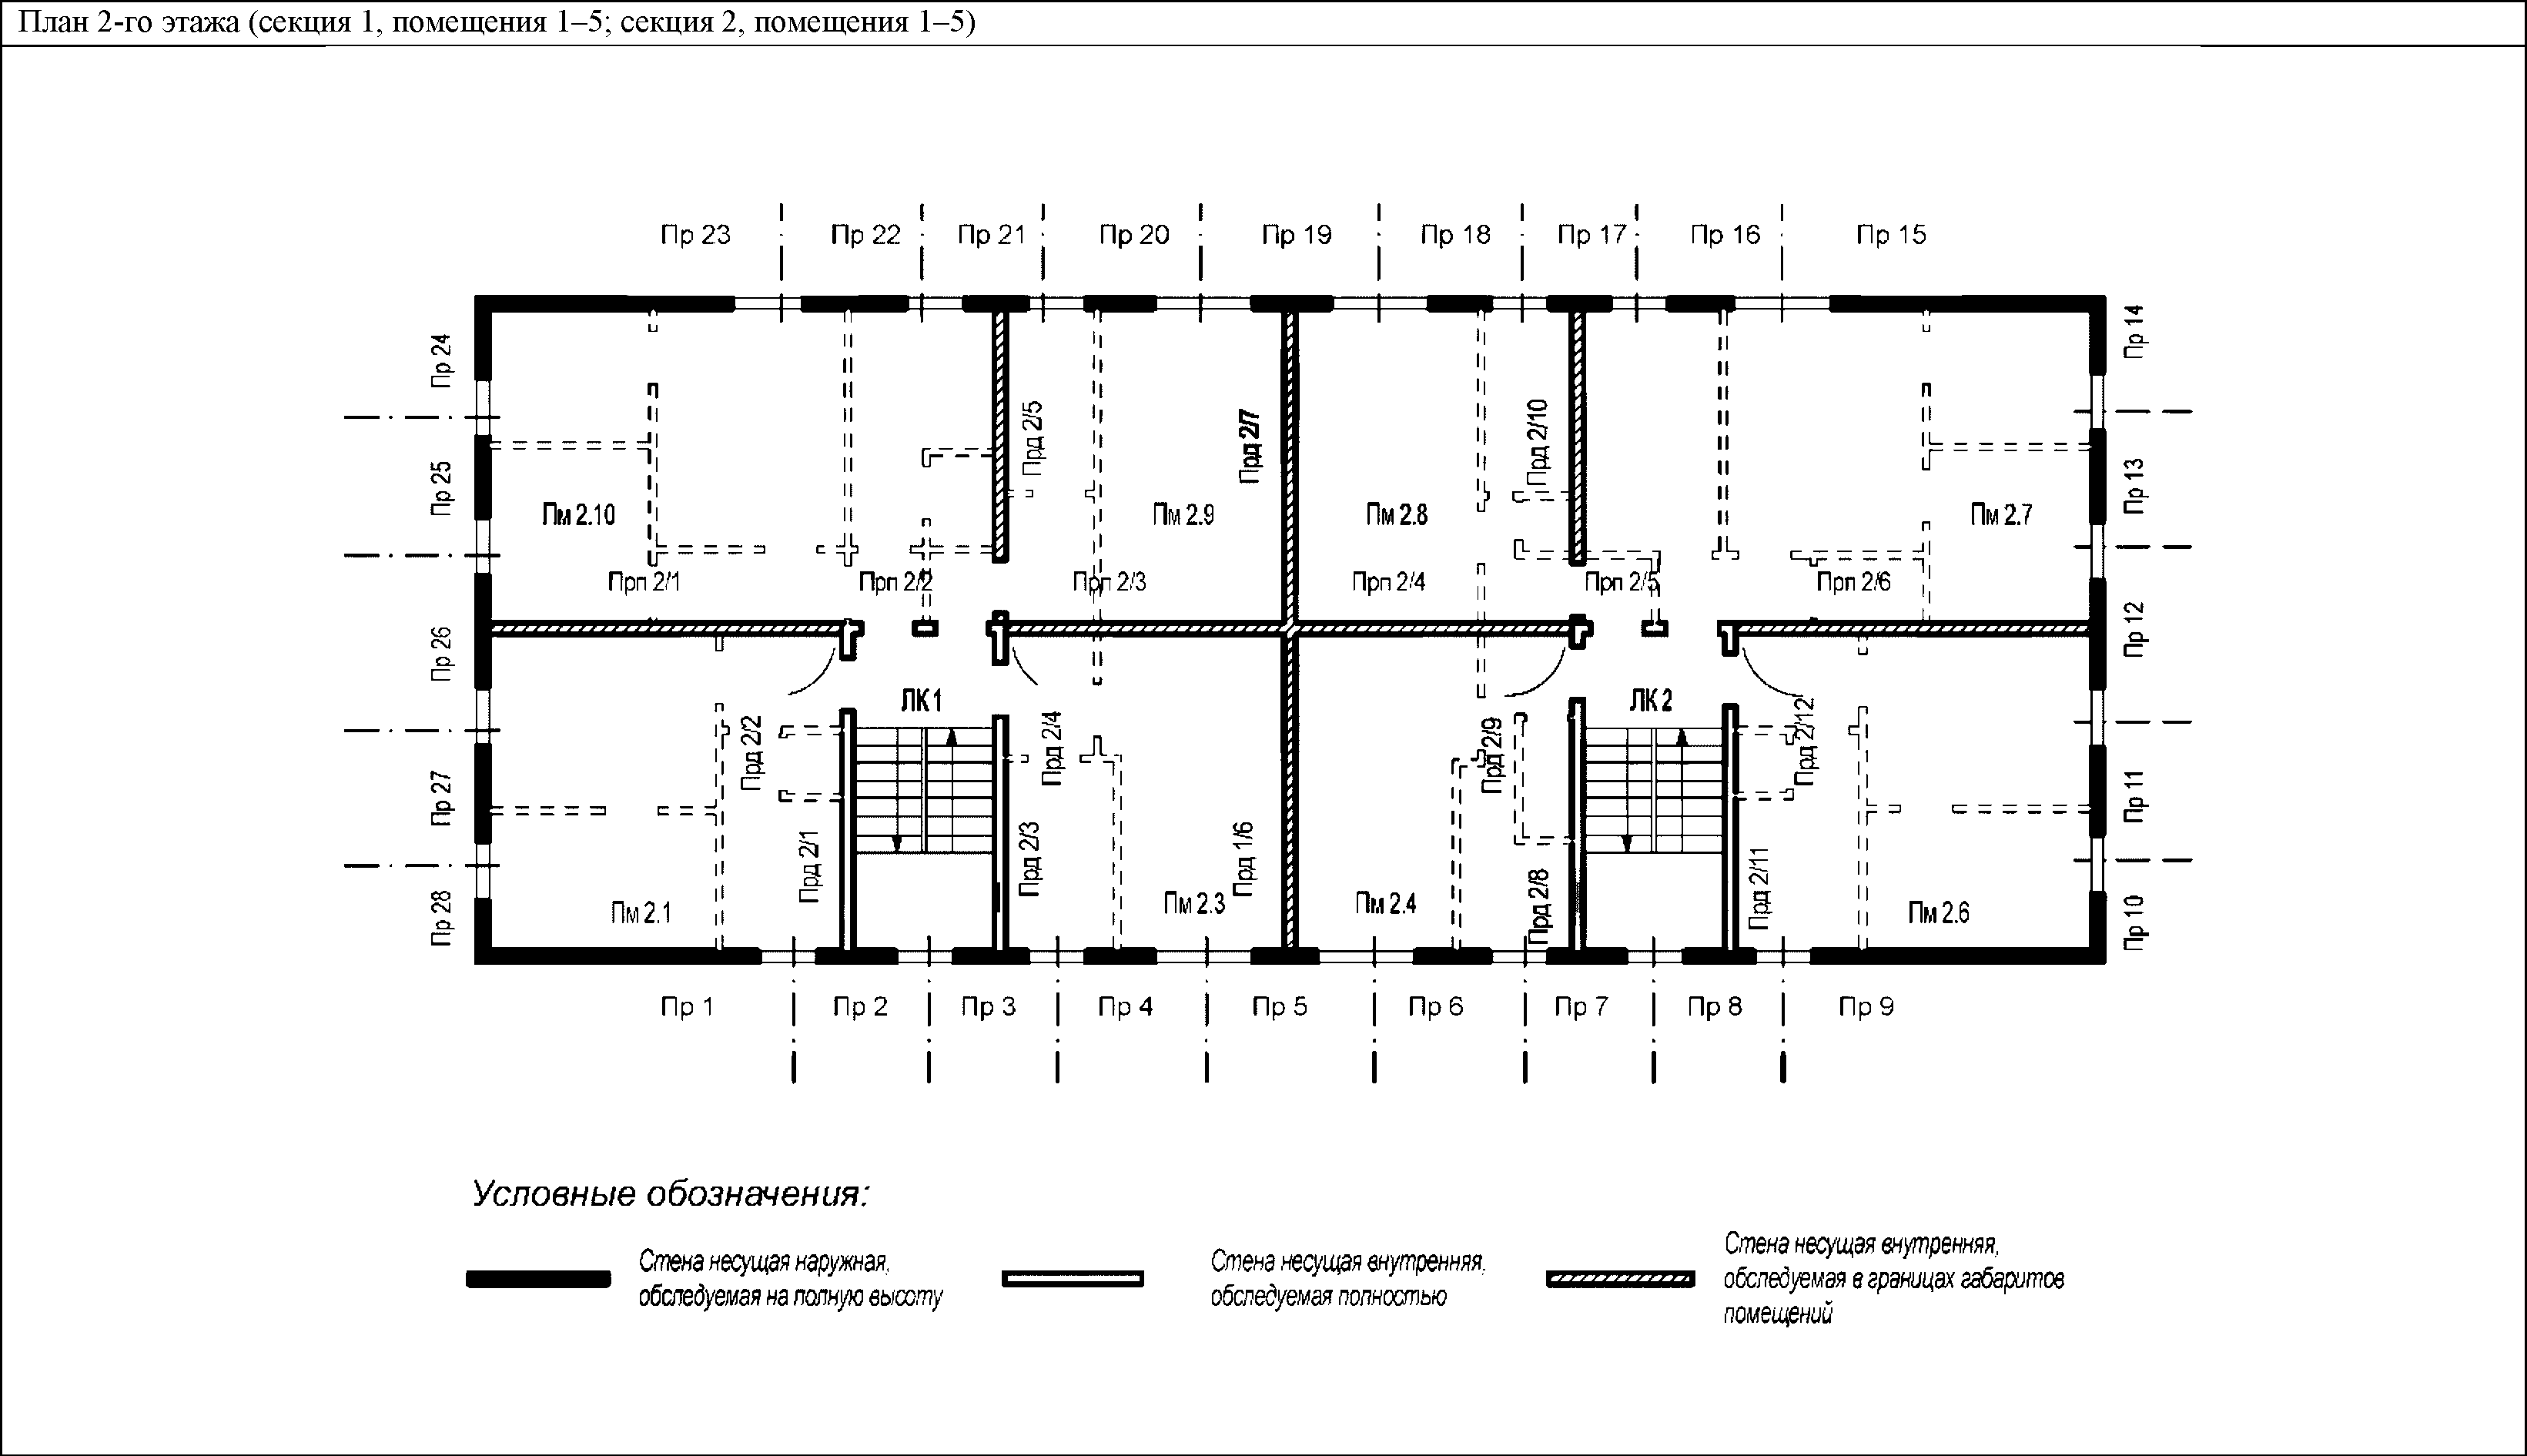 План 2-го этажа (секция 1, помещения 1–5; секция 2, помещения 1–5)
Пр 23
Пр 22
Пр 21
Пр 20
Пр 19
Пр 18
Пр 17
Пр 16
Пр 15
Пр 24
Пр 25
Пр 26
Пр 27
Пр 28
Пр 14
Пр 13
Пр 12
Пр 11
Пр 10
Прд 2/5
Прд 2/7
Прд 2/10
Пм 2.10
Пм 2.9
Пм 2.8
Пм 2.7
Прп 2/1
Прп 2/2
Прп 2/3
Прп 2/4
Прп 2/5
Прп 2/6
ЛК 1
ЛК 2
Прд 2/2
Прд 2/4
Прд 2/9
Прд 2/12
Прд 2/1
Прд 2/3
Прд 1/6
Прд 2/8
Прд 2/11
Пм 2.1
Пм 2.3
Пм 2.4
Пм 2.6
Пр 1
Пр 2
Пр 3
Пр 4
Пр 5
Пр 6
Пр 7
Пр 8
Пр 9
Условные обозначения:
Стена несущая наружная,
обследуемая на полную высоту
Стена несущая внутренняя,
обследуемая полностью
Стена несущая внутренняя,
обследуемая в границах габаритов
помещений